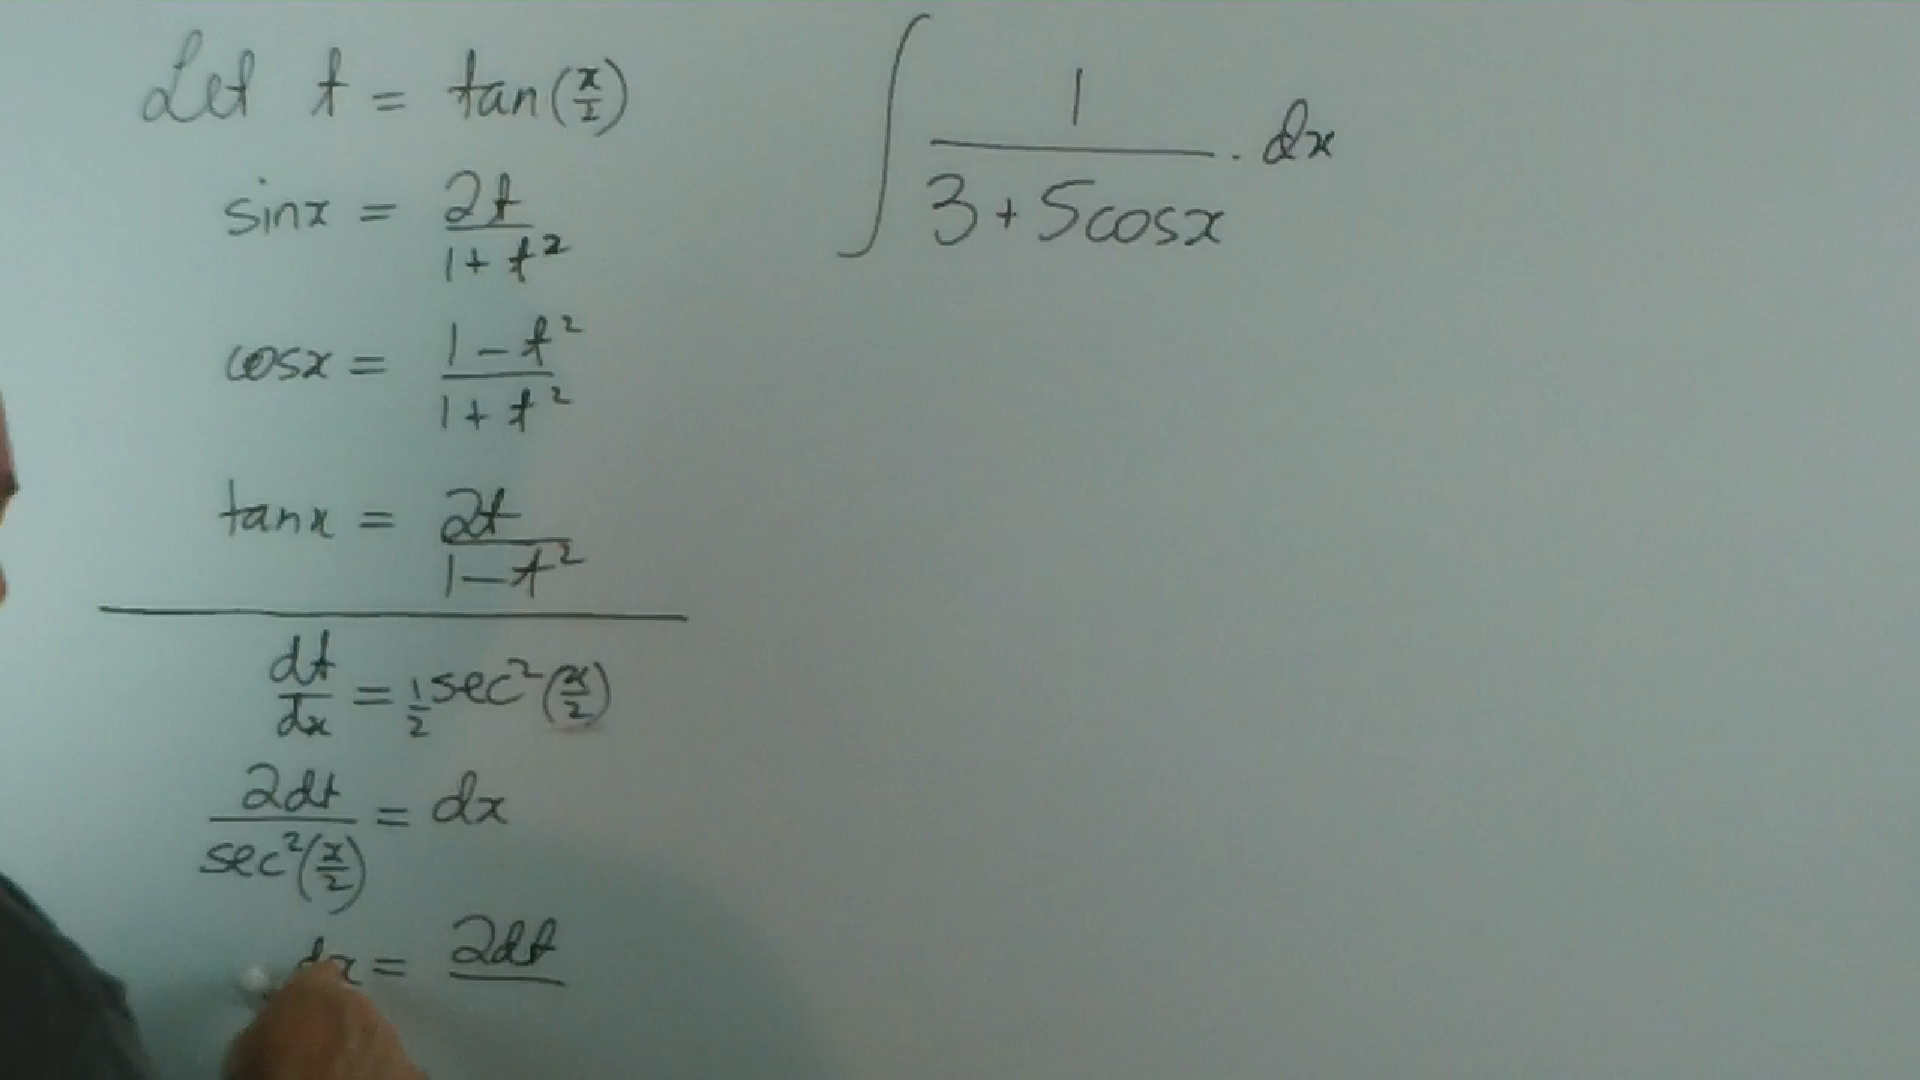 Let t = tan(x/2)
sinx = 2t/1+t²
cosx = 1-t²/1+t²
tanx = 2t/1-t²
dt/dx = 1/2 sec²(x/2)
2dt/sec²(x/2) = dx
dx = 2dt
∫ 1/3+5cosx . dx